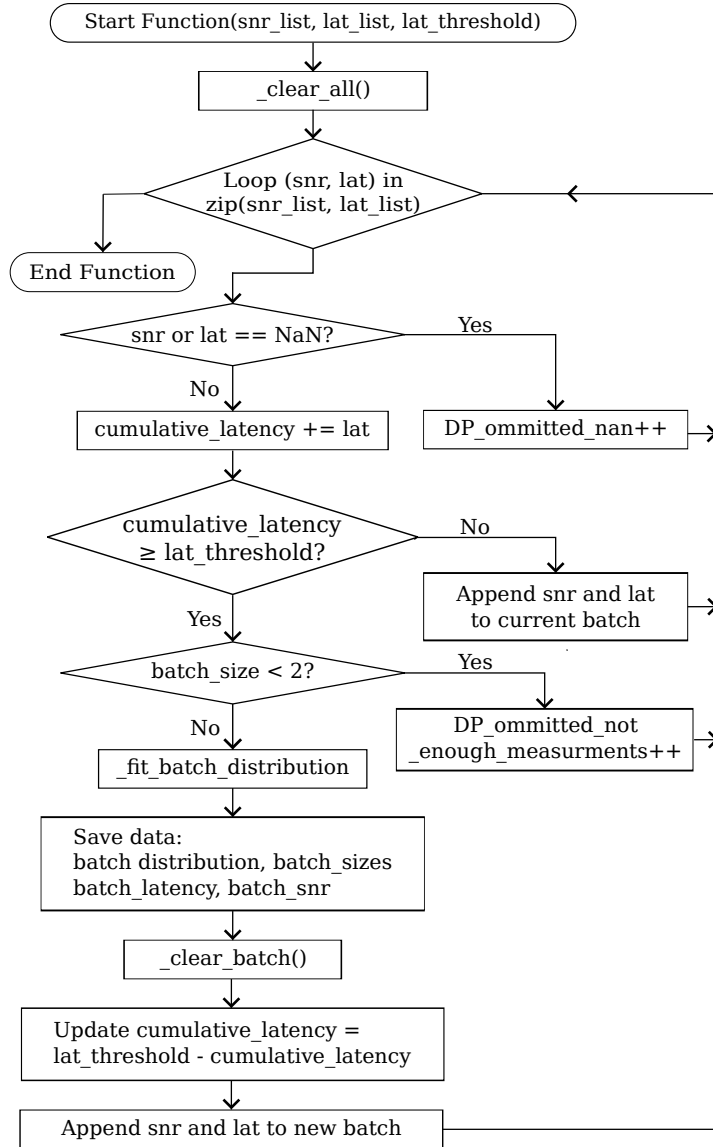 Start Function(snr_list, lat_list, lat_threshold)
_clear_all()
Loop (snr, lat) in
zip(snr_list, lat_list)
End Function
snr or lat == NaN?
Yes
No
cumulative_latency += lat
DP_ommitted_nan++
cumulative_latency
≥ lat_threshold?
No
Append snr and lat
to current batch
Yes
batch_size < 2?
Yes
No
DP_ommitted_not
_enough_measurments++
_fit_batch_distribution
Save data:
batch distribution, batch_sizes
batch_latency, batch_snr
_clear_batch()
Update cumulative_latency =
lat_threshold - cumulative_latency
Append snr and lat to new batch